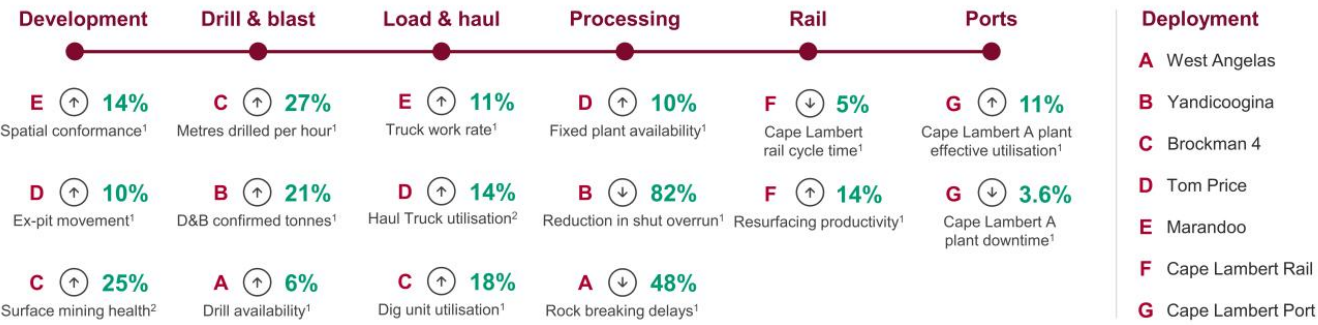 Development
Drill & blast
Load & haul
Processing
Rail
Ports
Deployment
E 14%
Spatial conformance¹
D 10%
Ex-pit movement¹
C 25%
Surface mining health²
C 27%
Metres drilled per hour¹
B 21%
D&B confirmed tonnes¹
A 6%
Drill availability¹
E 11%
Truck work rate¹
D 14%
Haul Truck utilisation²
C 18%
Dig unit utilisation¹
D 10%
Fixed plant availability¹
B 82%
Reduction in shut overrun¹
A 48%
Rock breaking delays¹
F 5%
Cape Lambert
rail cycle time¹
F 14%
Resurfacing productivity¹
G 11%
Cape Lambert A plant
effective utilisation¹
G 3.6%
Cape Lambert A
plant downtime¹
A West Angelas
B Yandicoogina
C Brockman 4
D Tom Price
E Marandoo
F Cape Lambert Rail
G Cape Lambert Port